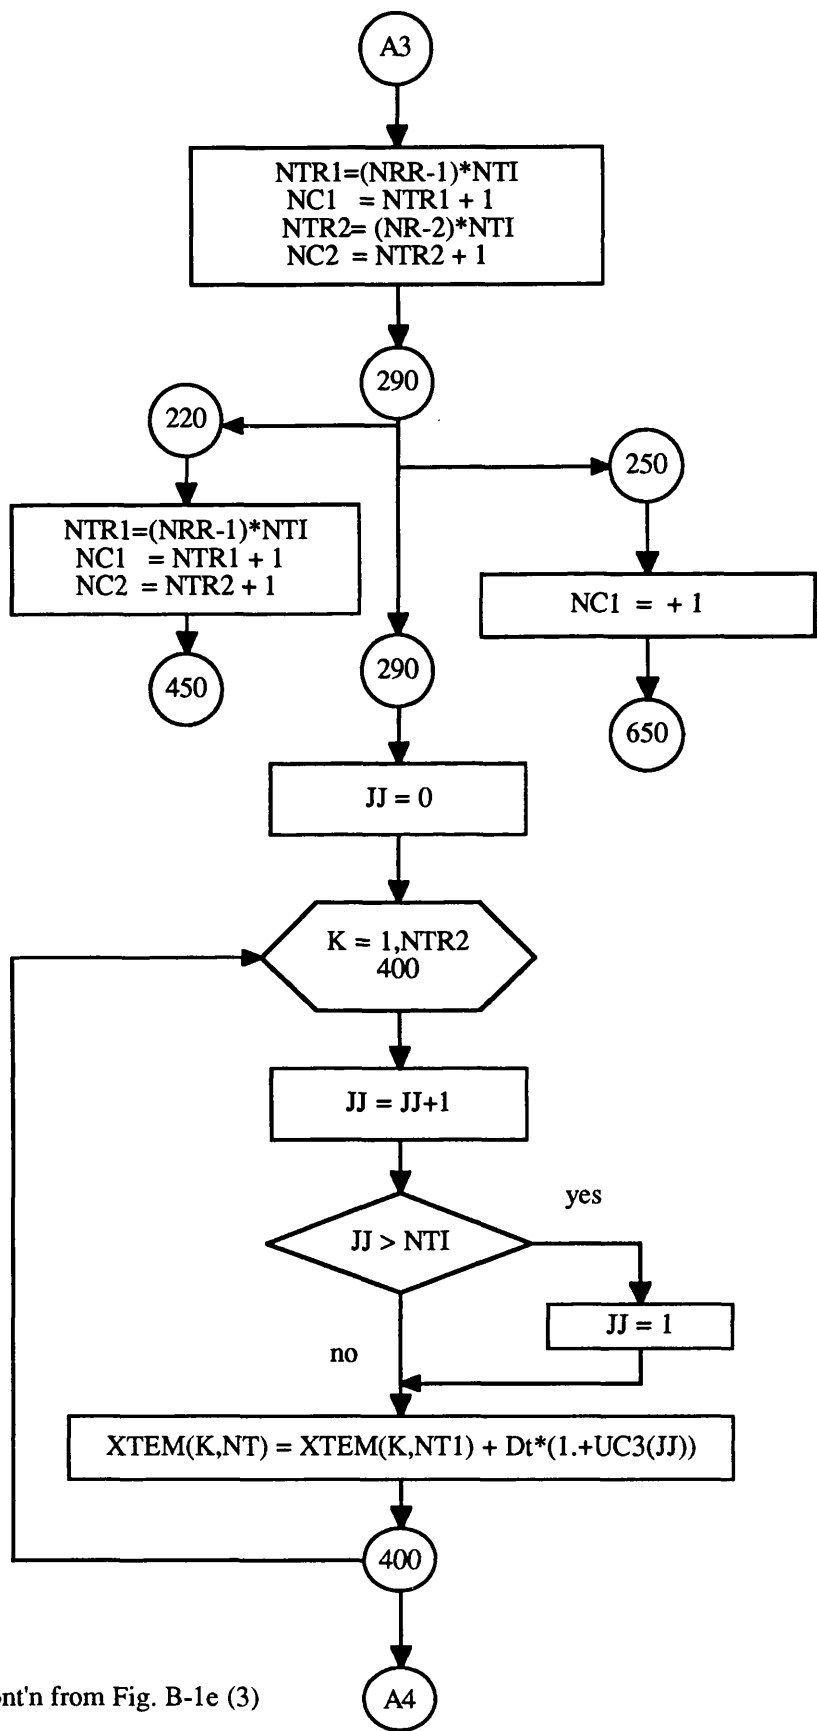 A3
NTR1=(NRR-1)*NTI
NC1 = NTR1 + 1
NTR2= (NR-2)*NTI
NC2 = NTR2 + 1
290
220
250
NTR1=(NRR-1)*NTI
NC1 = NTR1 + 1
NC2 = NTR2 + 1
NC1 = + 1
290
450
650
JJ = 0
K = 1,NTR2
400
JJ = JJ+1
yes
JJ > NTI
JJ = 1
no
XTEM(K,NT) = XTEM(K,NT1) + Dt*(1.+UC3(JJ))
400
nt'n from Fig. B-1e (3)
A4